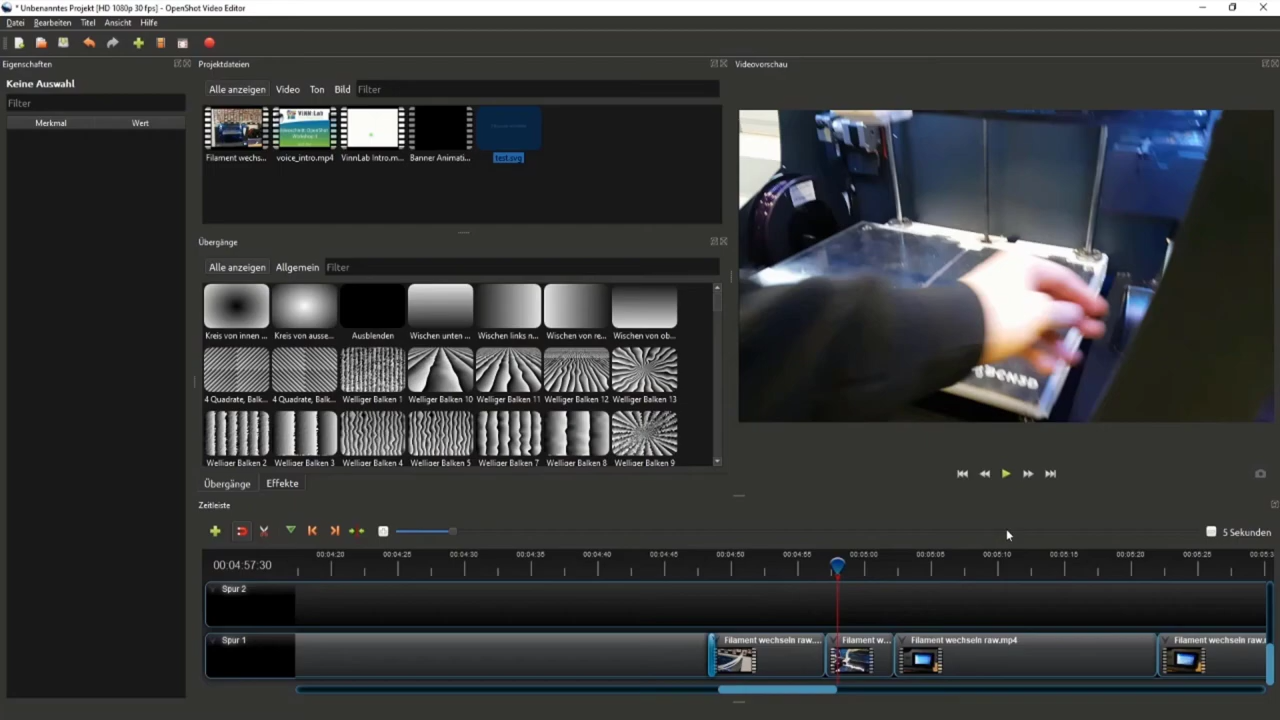 * Unbenanntes Projekt [HD 1080p 30 fps] - OpenShot Video Editor
Datei Bearbeiten Titel Ansicht Hilfe
Eigenschaften
Keine Auswahl
Filter
Merkmal Wert
Projektdateien
Alle anzeigen Video Ton Bild Filter
ViNN:Lab
Filament wechs... voice_intro.mp4 VinnLab Intro.m... Banner Animati... test.svg
Übergänge
Alle anzeigen Allgemein Filter
Kreis von innen ... Kreis von ausse... Ausblenden Wischen unten ... Wischen links n... Wischen von re... Wischen von ob...
4 Quadrate, Balk... 4 Quadrate, Balk... Welliger Balken 1 Welliger Balken 10 Welliger Balken 11 Welliger Balken 12 Welliger Balken 13
Welliger Balken 2 Welliger Balken 3 Welliger Balken 4 Welliger Balken 5 Welliger Balken 7 Welliger Balken 8 Welliger Balken 9
Übergänge Effekte
Videovorschau
Zeitleiste
5 Sekunden
00:04:57:30
00:04:20 00:04:25 00:04:30 00:04:35 00:04:40 00:04:45 00:04:50 00:04:55 00:05:00 00:05:05 00:05:10 00:05:15 00:05:20 00:05:25 00:05:3
Spur 2
Spur 1
Filament wechseln raw.... Filament w... Filament wechseln raw.mp4 Filament wechseln raw.